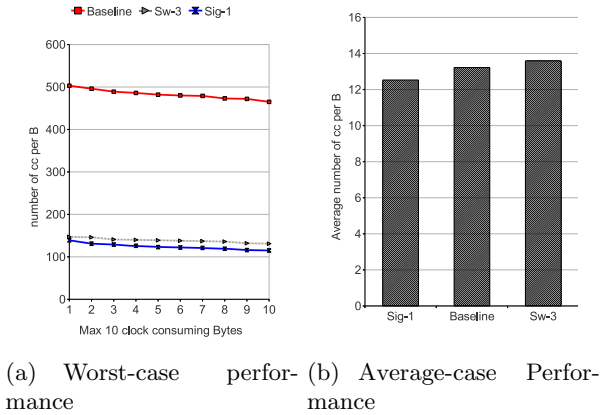 Baseline Sw-3 Sig-1
number of cc per B
600
500
400
300
200
100
0
1 2 3 4 5 6 7 8 9 10
Max 10 clock consuming Bytes
Average number of cc per B
16
14
12
10
8
6
4
2
0
Sig-1 Baseline Sw-3
(a) Worst-case perfor-
mance
(b) Average-case Perfor-
mance